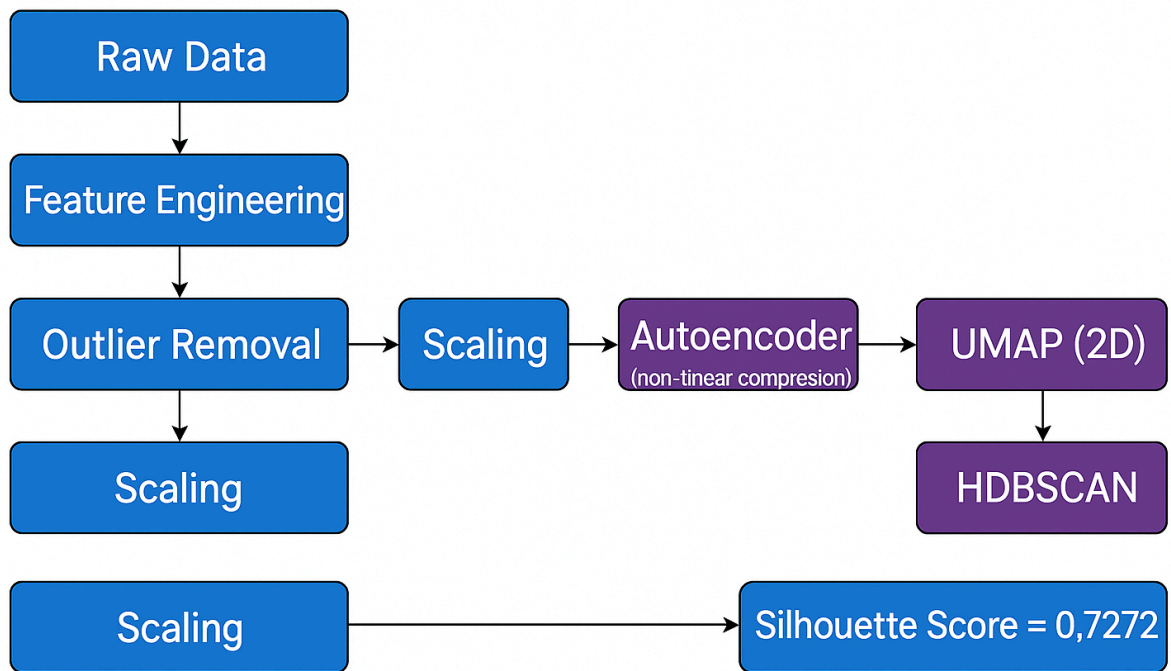 Raw Data
Feature Engineering
Outlier Removal
Scaling
Autoencoder
(non-tinear compresion)
UMAP (2D)
Scaling
HDBSCAN
Scaling
Silhouette Score = 0,7272